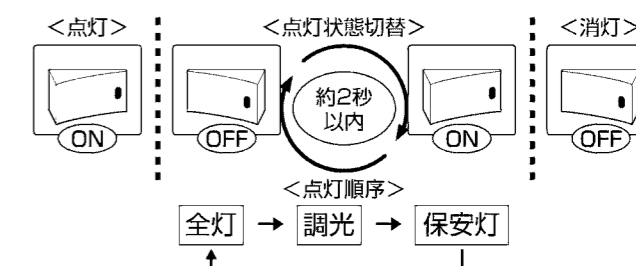 ＜点灯＞
＜点灯状態切替＞
＜消灯＞
ON
OFF
約2秒
以内
ON
OFF
＜点灯順序＞
全灯 → 調光 → 保安灯